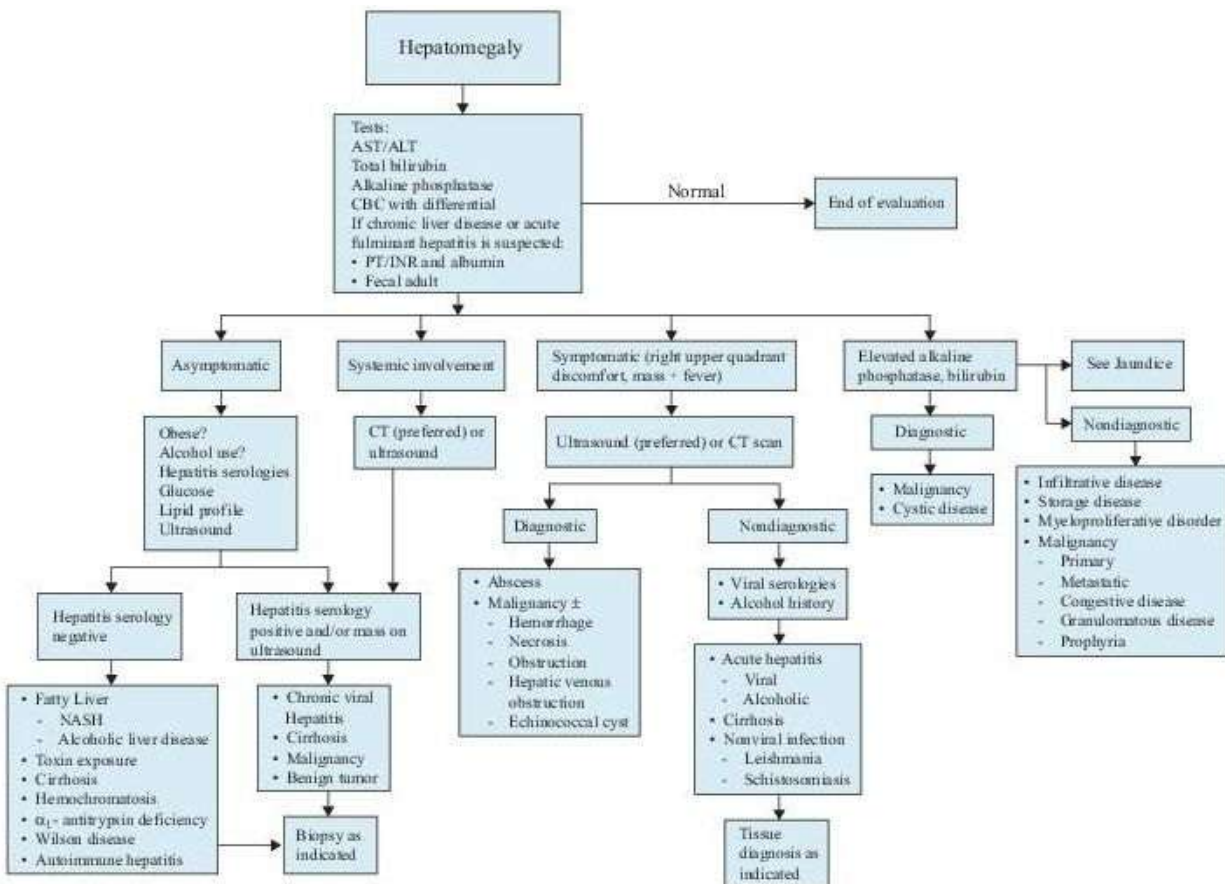 Hepatomegaly
Tests:
AST/ALT
Total bilirubin
Alkaline phosphatase
CBC with differential
If chronic liver disease or acute
fulminant hepatitis is suspected:
• PT/INR and albumin
• Fecal adult
Normal
End of evaluation
Asymptomatic
Systemic involvement
Symptomatic (right upper quadrant
discomfort, mass + fever)
Elevated alkaline
phosphatase, bilirubin
See Jaundice
Obese?
Alcohol use?
Hepatitis serologies
Glucose
Lipid profile
Ultrasound
CT (preferred) or
ultrasound
Ultrasound (preferred) or CT scan
Diagnostic
Nondiagnostic
• Malignancy
• Cystic disease
• Infiltrative disease
• Storage disease
• Myeloproliferative disorder
• Malignancy
- Primary
- Metastatic
- Congestive disease
- Granulomatous disease
- Prophyria
Diagnostic
Nondiagnostic
Hepatitis serology
negative
Hepatitis serology
positive and/or mass on
ultrasound
• Abscess
• Malignancy ±
- Hemorrhage
- Necrosis
- Obstruction
- Hepatic venous
obstruction
- Echinococcal cyst
• Viral serologies
• Alcohol history
• Acute hepatitis
- Viral
- Alcoholic
• Cirrhosis
• Nonviral infection
- Leishmania
- Schistosomiasis
• Fatty Liver
- NASH
- Alcoholic liver disease
• Toxin exposure
• Cirrhosis
• Hemochromatosis
• α1- antitrypsin deficiency
• Wilson disease
• Autoimmune hepatitis
• Chronic viral
Hepatitis
• Cirrhosis
• Malignancy
• Benign tumor
Biopsy as
indicated
Tissue
diagnosis as
indicated